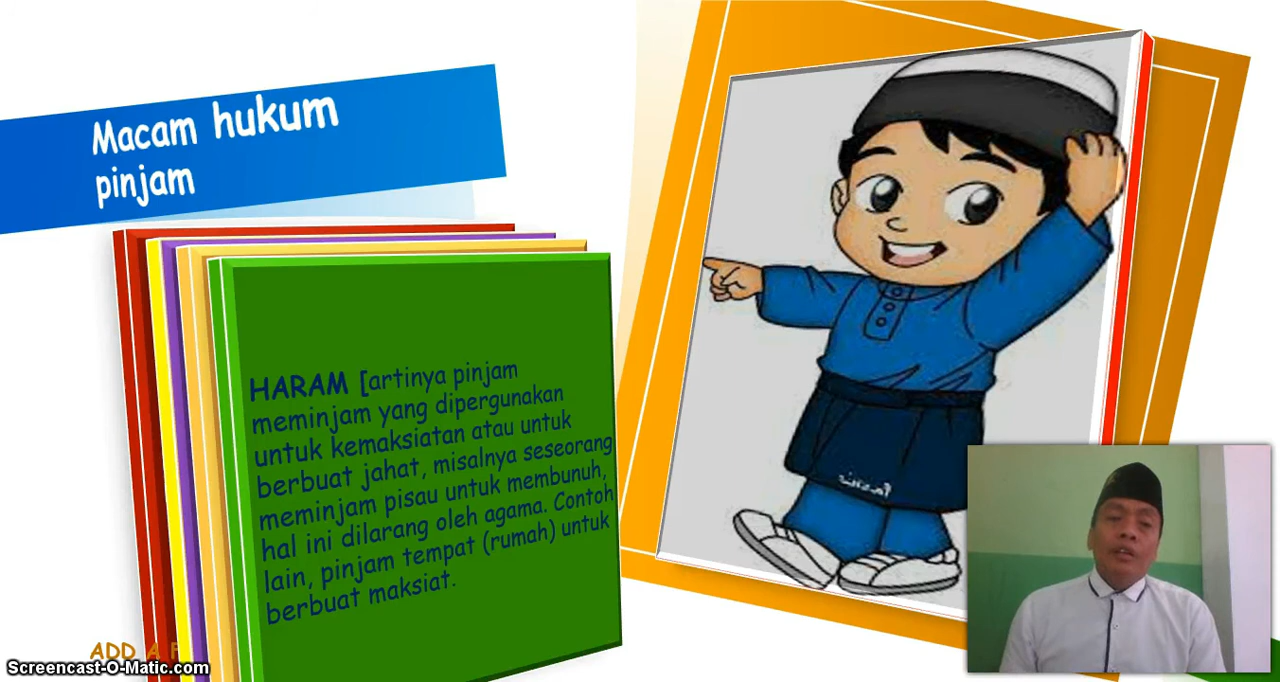 Macam hukum
pinjam
HARAM [artinya pinjam
meminjam yang dipergunakan
untuk kemaksiatan atau untuk
berbuat jahat, misalnya seseorang
meminjam pisau untuk membunuh,
hal ini dilarang oleh agama. Contoh
lain, pinjam tempat (rumah) untuk
berbuat maksiat.
ADD A
Screencast-O-Matic.com